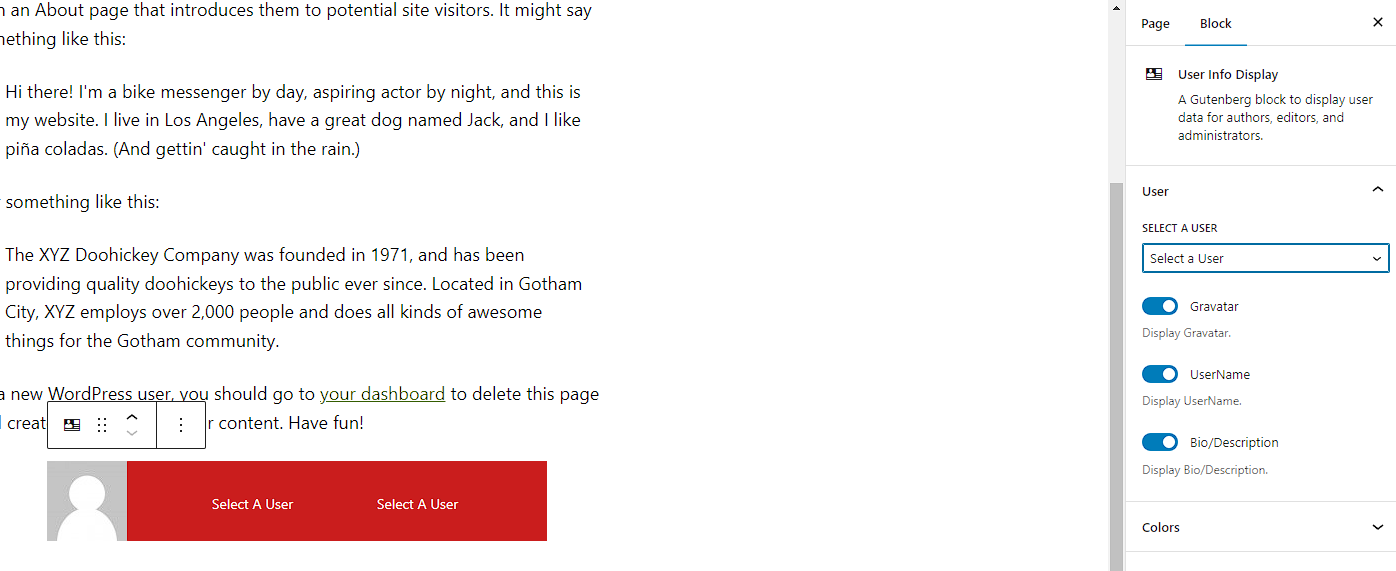 n an About page that introduces them to potential site visitors. It might say
nething like this:
Hi there! I'm a bike messenger by day, aspiring actor by night, and this is
my website. I live in Los Angeles, have a great dog named Jack, and I like
piña coladas. (And gettin' caught in the rain.)
something like this:
The XYZ Doohickey Company was founded in 1971, and has been
providing quality doohickeys to the public ever since. Located in Gotham
City, XYZ employs over 2,000 people and does all kinds of awesome
things for the Gotham community.
a new WordPress user, you should go to your dashboard to delete this page
creat r content. Have fun!
Select A User Select A User
Page Block
User Info Display
A Gutenberg block to display user
data for authors, editors, and
administrators.
User
SELECT A USER
Select a User
Gravatar
Display Gravatar.
UserName
Display UserName.
Bio/Description
Display Bio/Description.
Colors